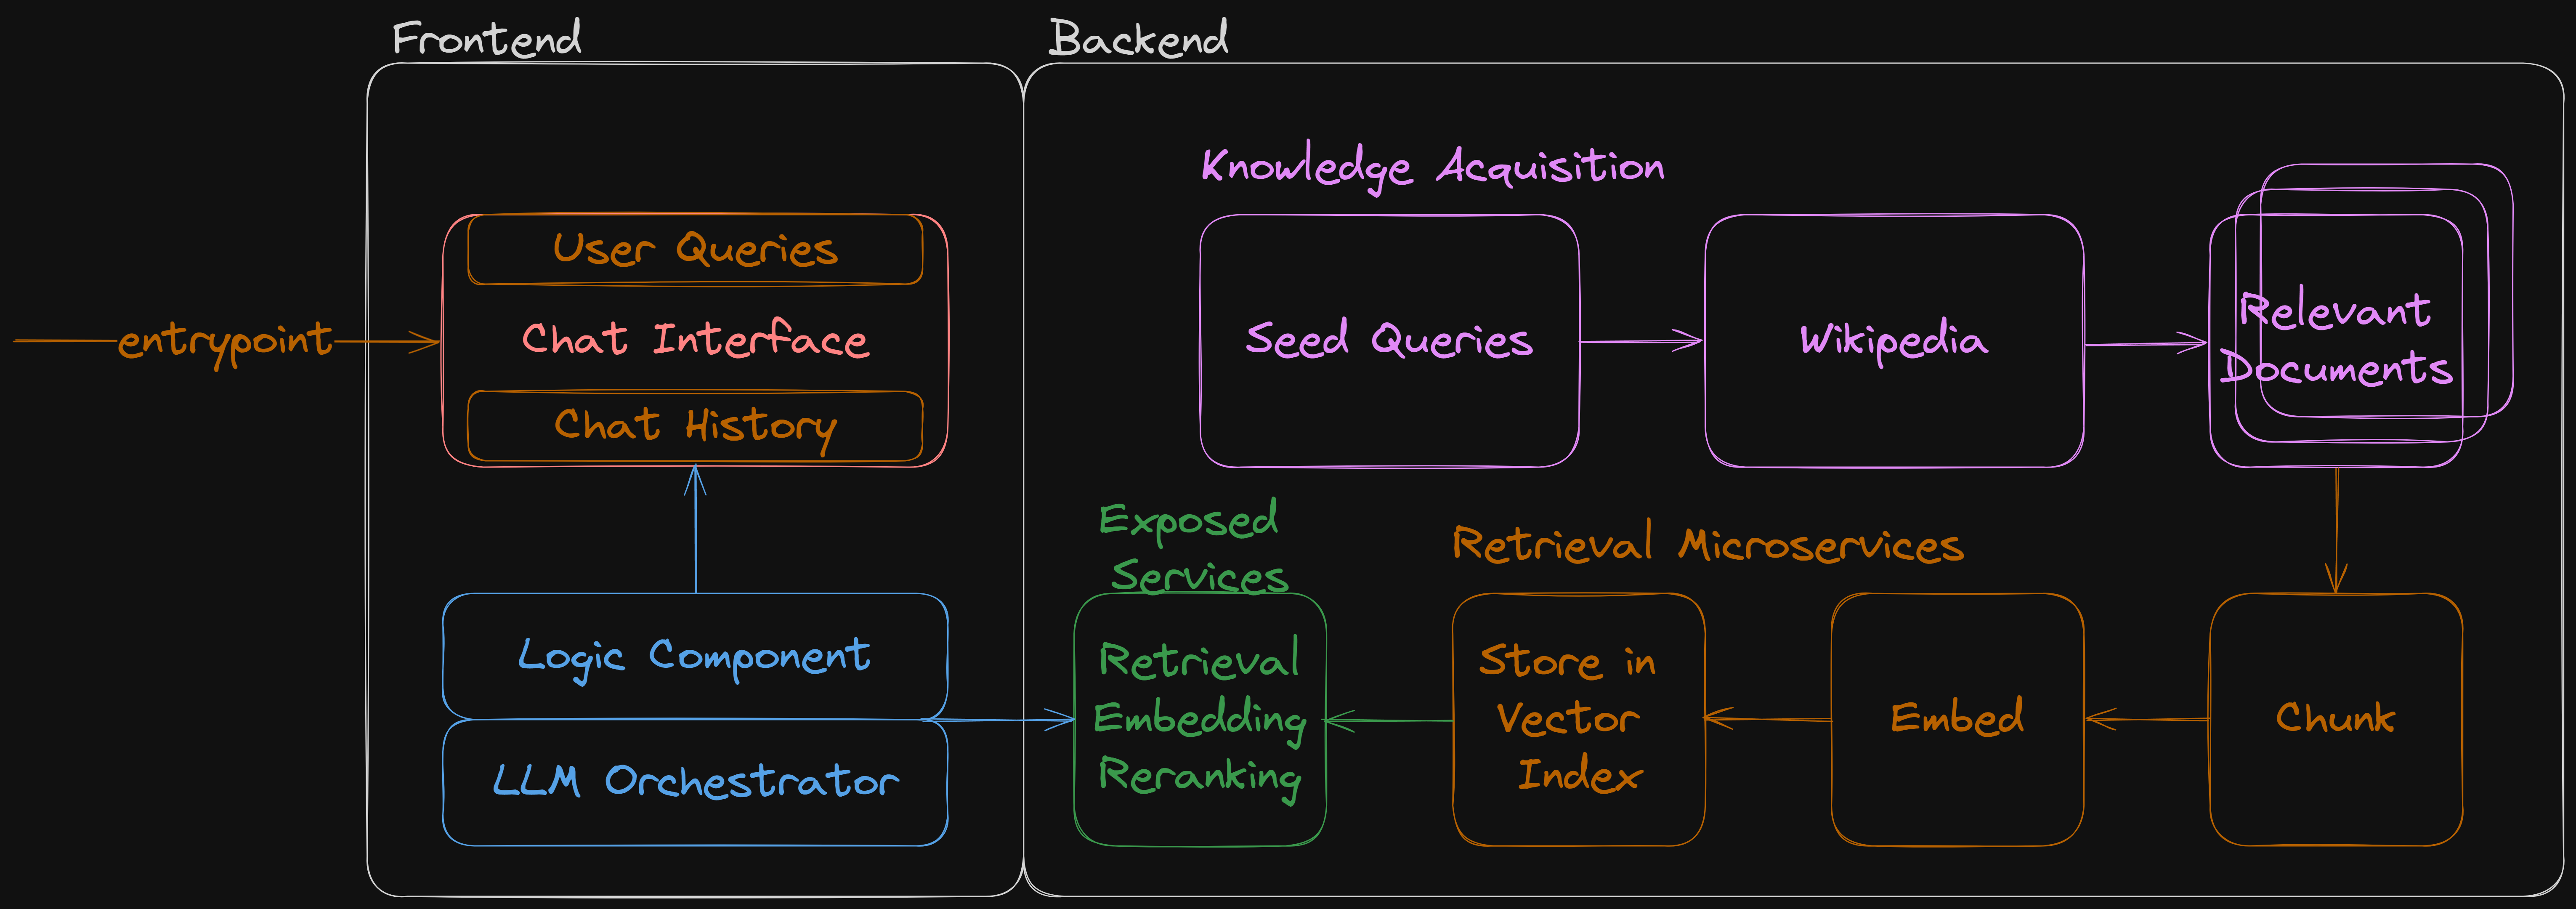 Frontend
Backend
entrypoint
User Queries
Chat Interface
Chat History
Logic Component
LLM Orchestrator
Knowledge Acquisition
Seed Queries
Wikipedia
Relevant
Documents
Exposed
Services
Retrieval
Embedding
Reranking
Retrieval Microservices
Store in
Vector
Index
Embed
Chunk